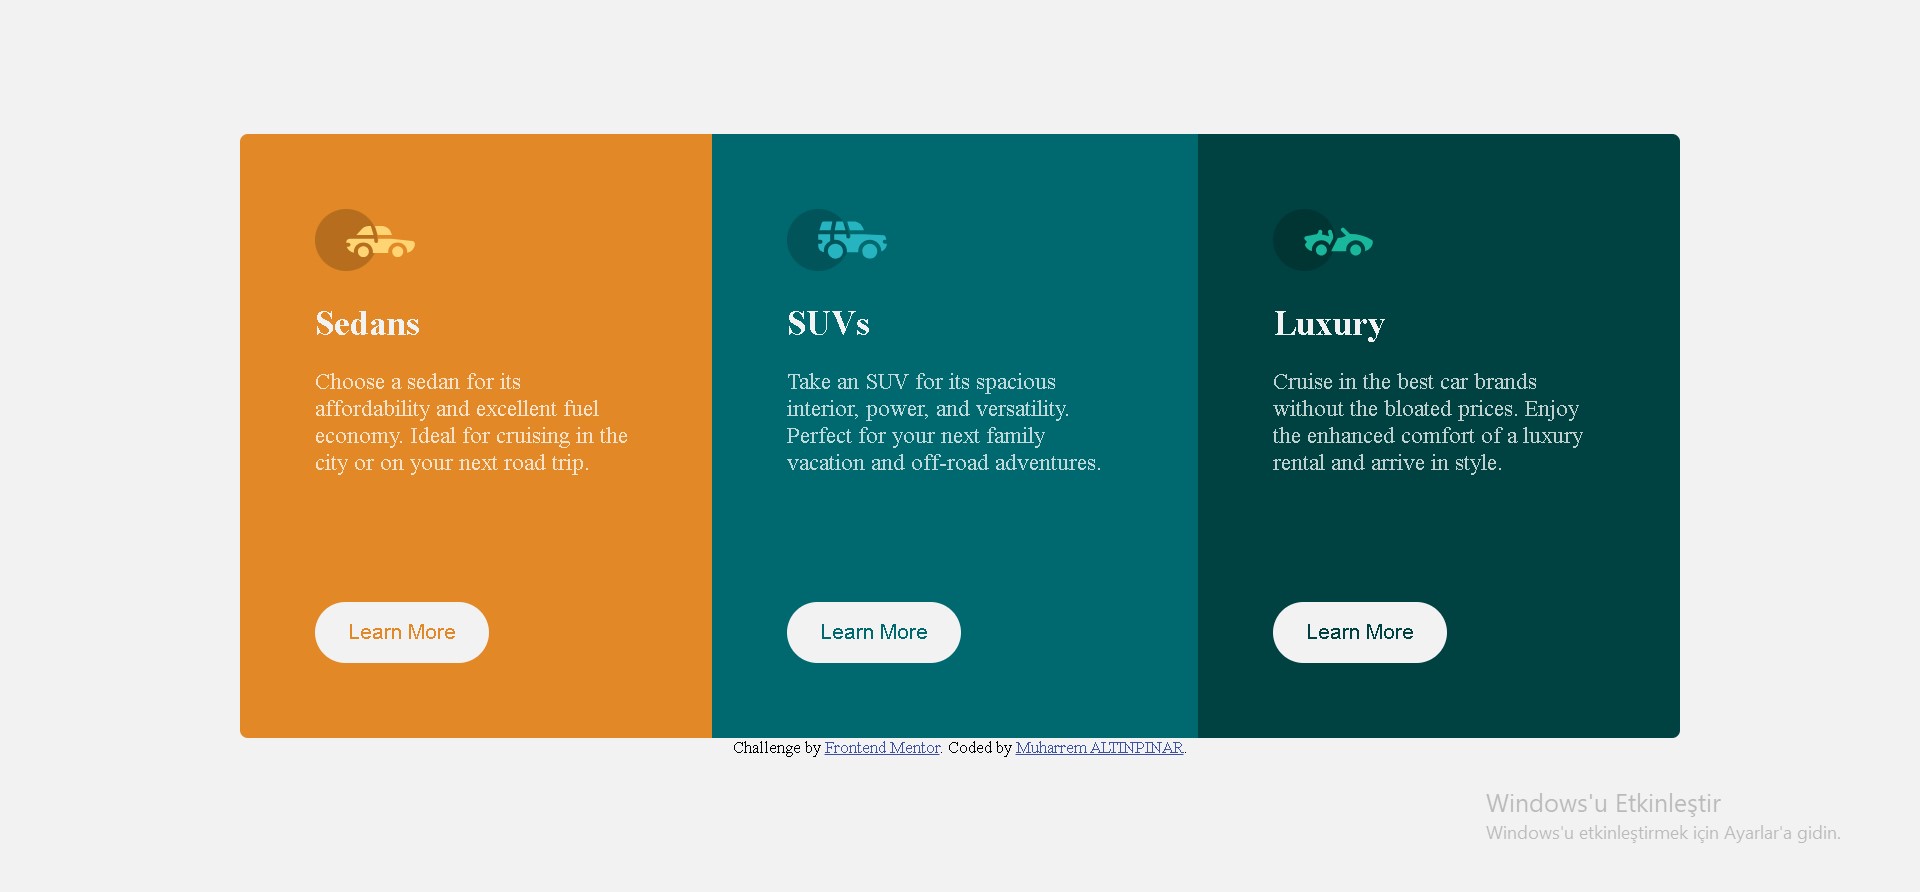 Sedans
Choose a sedan for its
affordability and excellent fuel
economy. Ideal for cruising in the
city or on your next road trip.
Learn More
SUVs
Take an SUV for its spacious
interior, power, and versatility.
Perfect for your next family
vacation and off-road adventures.
Learn More
Luxury
Cruise in the best car brands
without the bloated prices. Enjoy
the enhanced comfort of a luxury
rental and arrive in style.
Learn More
Challenge by Frontend Mentor. Coded by Muharrem ALTINPINAR.
Windows'u Etkinleştir
Windows'u etkinleştirmek için Ayarlar'a gidin.